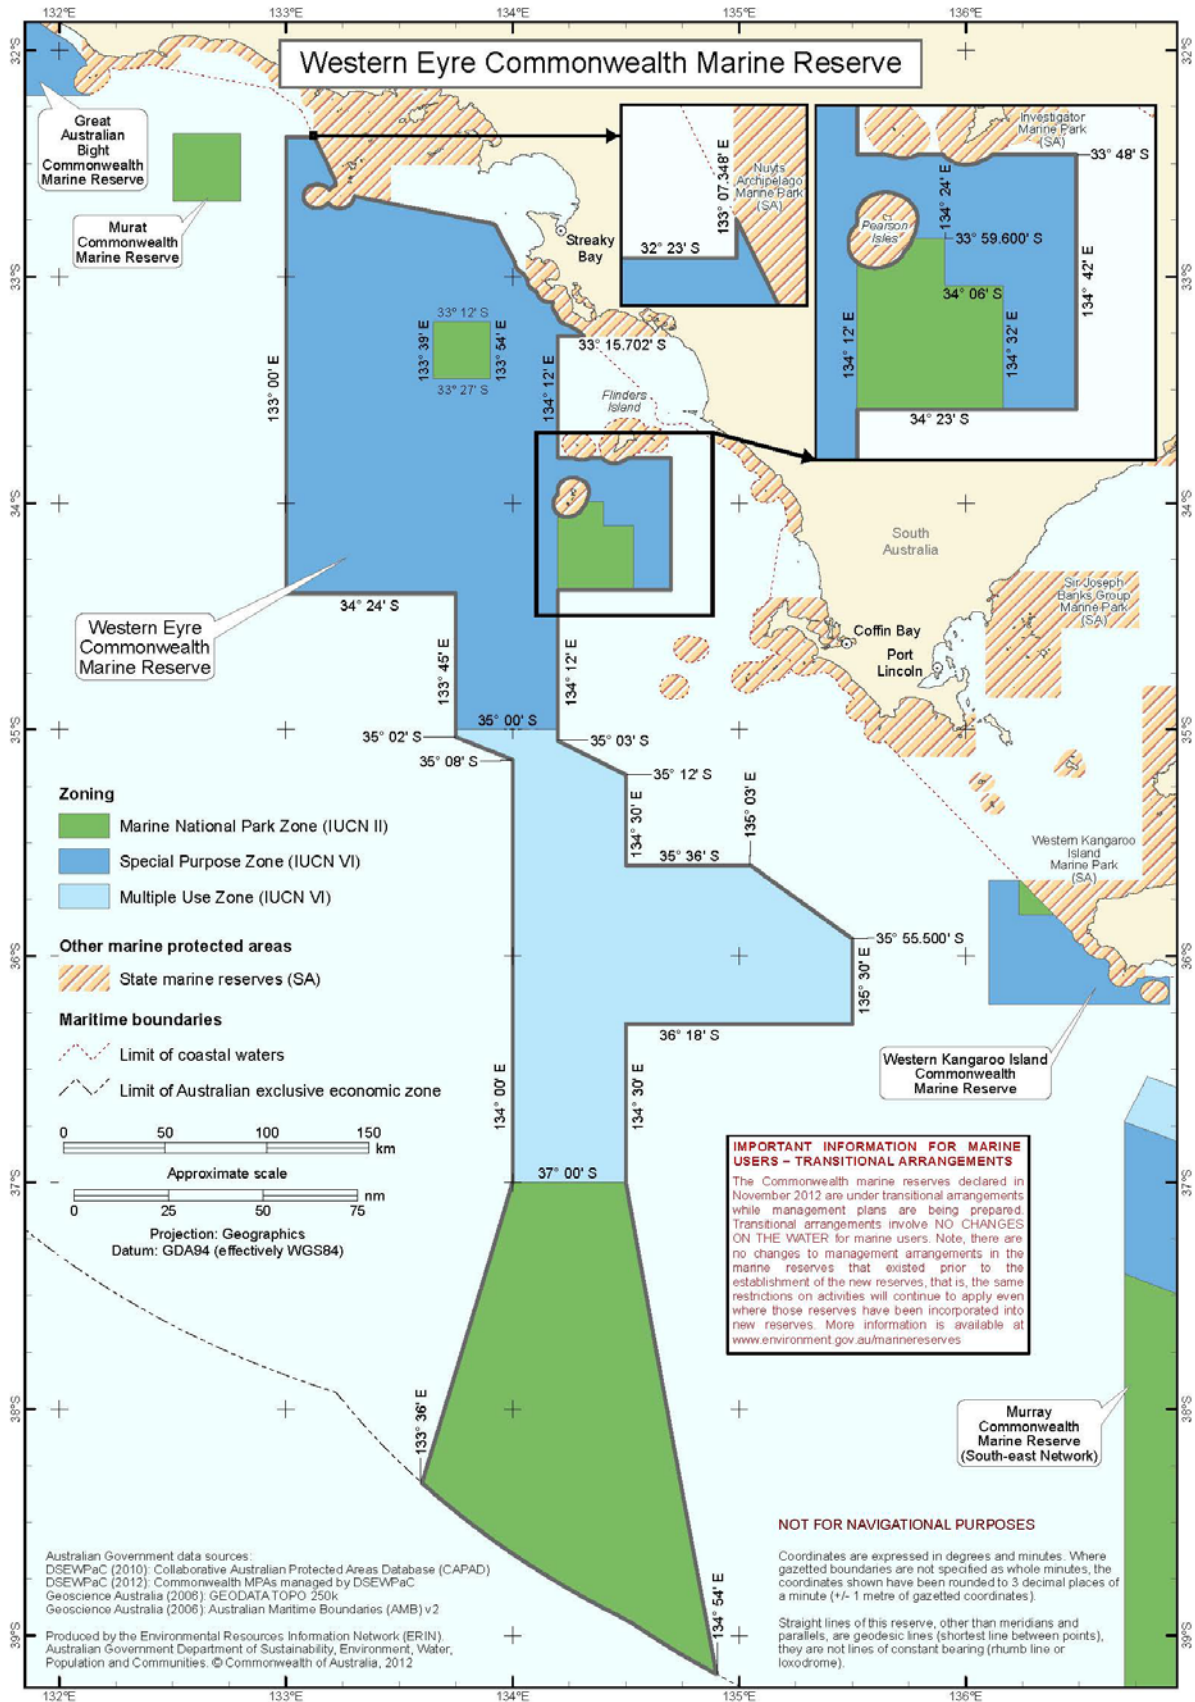 132°E 133°E 134°E 135°E 136°E
32°S
32°S
Western Eyre Commonwealth Marine Reserve
Great
Australian
Bight
Commonwealth
Marine Reserve
Murat
Commonwealth
Marine Reserve
Streaky
Bay
133° 07.348' E
Nuyts
Archipelago
Marine Park
(SA)
32° 23' S
Investigator
Marine Park
(SA)
33° 48' S
134° 24' E
Pearson
Isles
33° 59.600' S
34° 06' S
134° 42' E
134° 12' E
134° 32' E
34° 23' S
33°S
33°S
133° 00' E
33° 12' S
133° 39' E
133° 54' E
33° 27' S
134° 12' E
33° 15.702' S
Flinders
Island
34°S
34°S
South
Australia
Sir Joseph
Banks Group
Marine Park
(SA)
34° 24' S
Western Eyre
Commonwealth
Marine Reserve
133° 45' E
134° 12' E
Coffin Bay
Port
Lincoln
35°S
35°S
35° 00' S
35° 02' S
35° 03' S
35° 08' S
35° 12' S
134° 30' E
135° 03' E
35° 36' S
Western Kangaroo
Island
Marine Park
(SA)
Zoning
Marine National Park Zone (IUCN II)
Special Purpose Zone (IUCN VI)
Multiple Use Zone (IUCN VI)
Other marine protected areas
State marine reserves (SA)
Maritime boundaries
Limit of coastal waters
Limit of Australian exclusive economic zone
36°S
36°S
35° 55.500' S
135° 30' E
36° 18' S
134° 00' E
134° 30' E
Western Kangaroo Island
Commonwealth
Marine Reserve
0 50 100 150
km
Approximate scale
nm
0 25 50 75
Projection: Geographics
Datum: GDA94 (effectively WGS84)
37°S
37°S
37° 00' S
IMPORTANT INFORMATION FOR MARINE
USERS – TRANSITIONAL ARRANGEMENTS
The Commonwealth marine reserves declared in
November 2012 are under transitional arrangements
while management plans are being prepared.
Transitional arrangements involve NO CHANGES
ON THE WATER for marine users. Note, there are
no changes to management arrangements in the
marine reserves that existed prior to the
establishment of the new reserves, that is, the same
restrictions on activities will continue to apply even
where those reserves have been incorporated into
new reserves. More information is available at
www.environment.gov.au/marinereserves
38°S
38°S
133° 36' E
Murray
Commonwealth
Marine Reserve
(South-east Network)
134° 54' E
39°S
39°S
Australian Government data sources:
DSEWPaC (2010): Collaborative Australian Protected Areas Database (CAPAD)
DSEWPaC (2012): Commonwealth MPAs managed by DSEWPaC
Geoscience Australia (2006): GEODATA TOPO 250k
Geoscience Australia (2006): Australian Maritime Boundaries (AMB) v2
Produced by the Environmental Resources Information Network (ERIN).
Australian Government Department of Sustainability, Environment, Water,
Population and Communities. © Commonwealth of Australia, 2012
NOT FOR NAVIGATIONAL PURPOSES
Coordinates are expressed in degrees and minutes. Where
gazetted boundaries are not specified as whole minutes, the
coordinates shown have been rounded to 3 decimal places of
a minute (+/- 1 metre of gazetted coordinates).
Straight lines of this reserve, other than meridians and
parallels, are geodesic lines (shortest line between points),
they are not lines of constant bearing (rhumb line or
loxodrome).
132°E 133°E 134°E 135°E 136°E